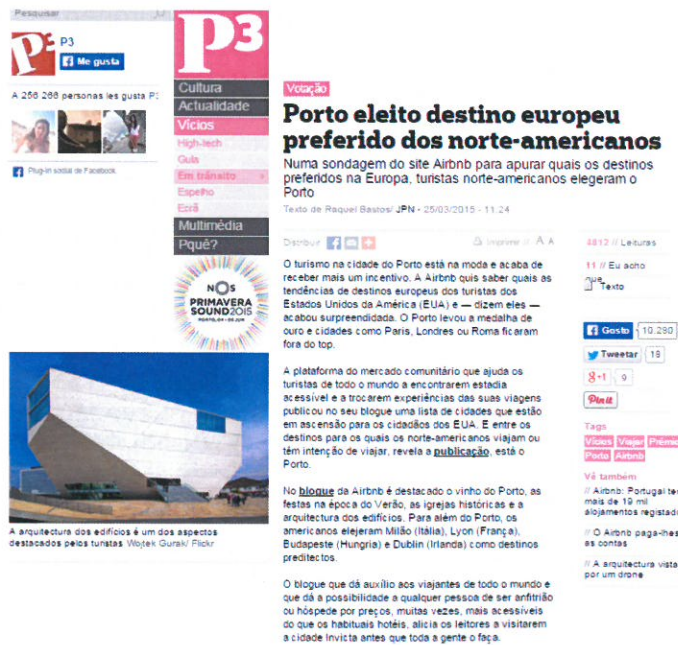 Pesquisar
P3
P3
Me gusta
A 256 266 personas les gusta P3
Plug-in social de Facebook
P3
Cultura
Actualidade
Vícios
High-tech
Guia
Em trânsito
Espelho
Ecrã
Multimédia
Pquê?
NOS
PRIMAVERA
SOUND2015
PORTO, 04 - 06 JUN
A arquitectura dos edifícios é um dos aspectos
destacados pelos turistas Wojtek Gurak/ Flickr
Votação
Porto eleito destino europeu
preferido dos norte-americanos
Numa sondagem do site Airbnb para apurar quais os destinos
preferidos na Europa, turistas norte-americanos elegeram o
Porto
Texto de Raquel Bastos/ JPN - 25/03/2015 - 11:24
Distribuir
Imprimir // A A
O turismo na cidade do Porto está na moda e acaba de
receber mais um incentivo. A Airbnb quis saber quais as
tendências de destinos europeus dos turistas dos
Estados Unidos da América (EUA) e — dizem eles —
acabou surpreendida. O Porto levou a medalha de
ouro e cidades como Paris, Londres ou Roma ficaram
fora do top.
A plataforma do mercado comunitário que ajuda os
turistas de todo o mundo a encontrarem estadia
acessível e a trocarem experiências das suas viagens
publicou no seu blogue uma lista de cidades que estão
em ascensão para os cidadãos dos EUA. E entre os
destinos para os quais os norte-americanos viajam ou
têm intenção de viajar, revela a publicação, está o
Porto.
No blogue da Airbnb é destacado o vinho do Porto, as
festas na época do Verão, as igrejas históricas e a
arquitetura dos edifícios. Para além do Porto, os
americanos elejeram Milão (Itália), Lyon (França),
Budapeste (Hungria) e Dublin (Irlanda) como destinos
predilectos.
O blogue que dá auxílio aos viajantes de todo o mundo e
que dá a possibilidade a qualquer pessoa de ser anfitrião
ou hóspede por preços, muitas vezes, mais acessíveis
do que os habituais hotéis, alicia os leitores a visitarem
a cidade Invicta antes que toda a gente o faça.
4812 // Leituras
11 // Eu acho
que
Texto
Gosto 10.280
Tweetar 18
g+1 9
Pin it
Tags
Vícios Viajar Prémio
Porto Airbnb
Vê também
// Airbnb: Portugal tem
mais de 19 mil
alojamentos registado
// O Airbnb paga-lhes
as contas
// A arquitectura vista
por um drone